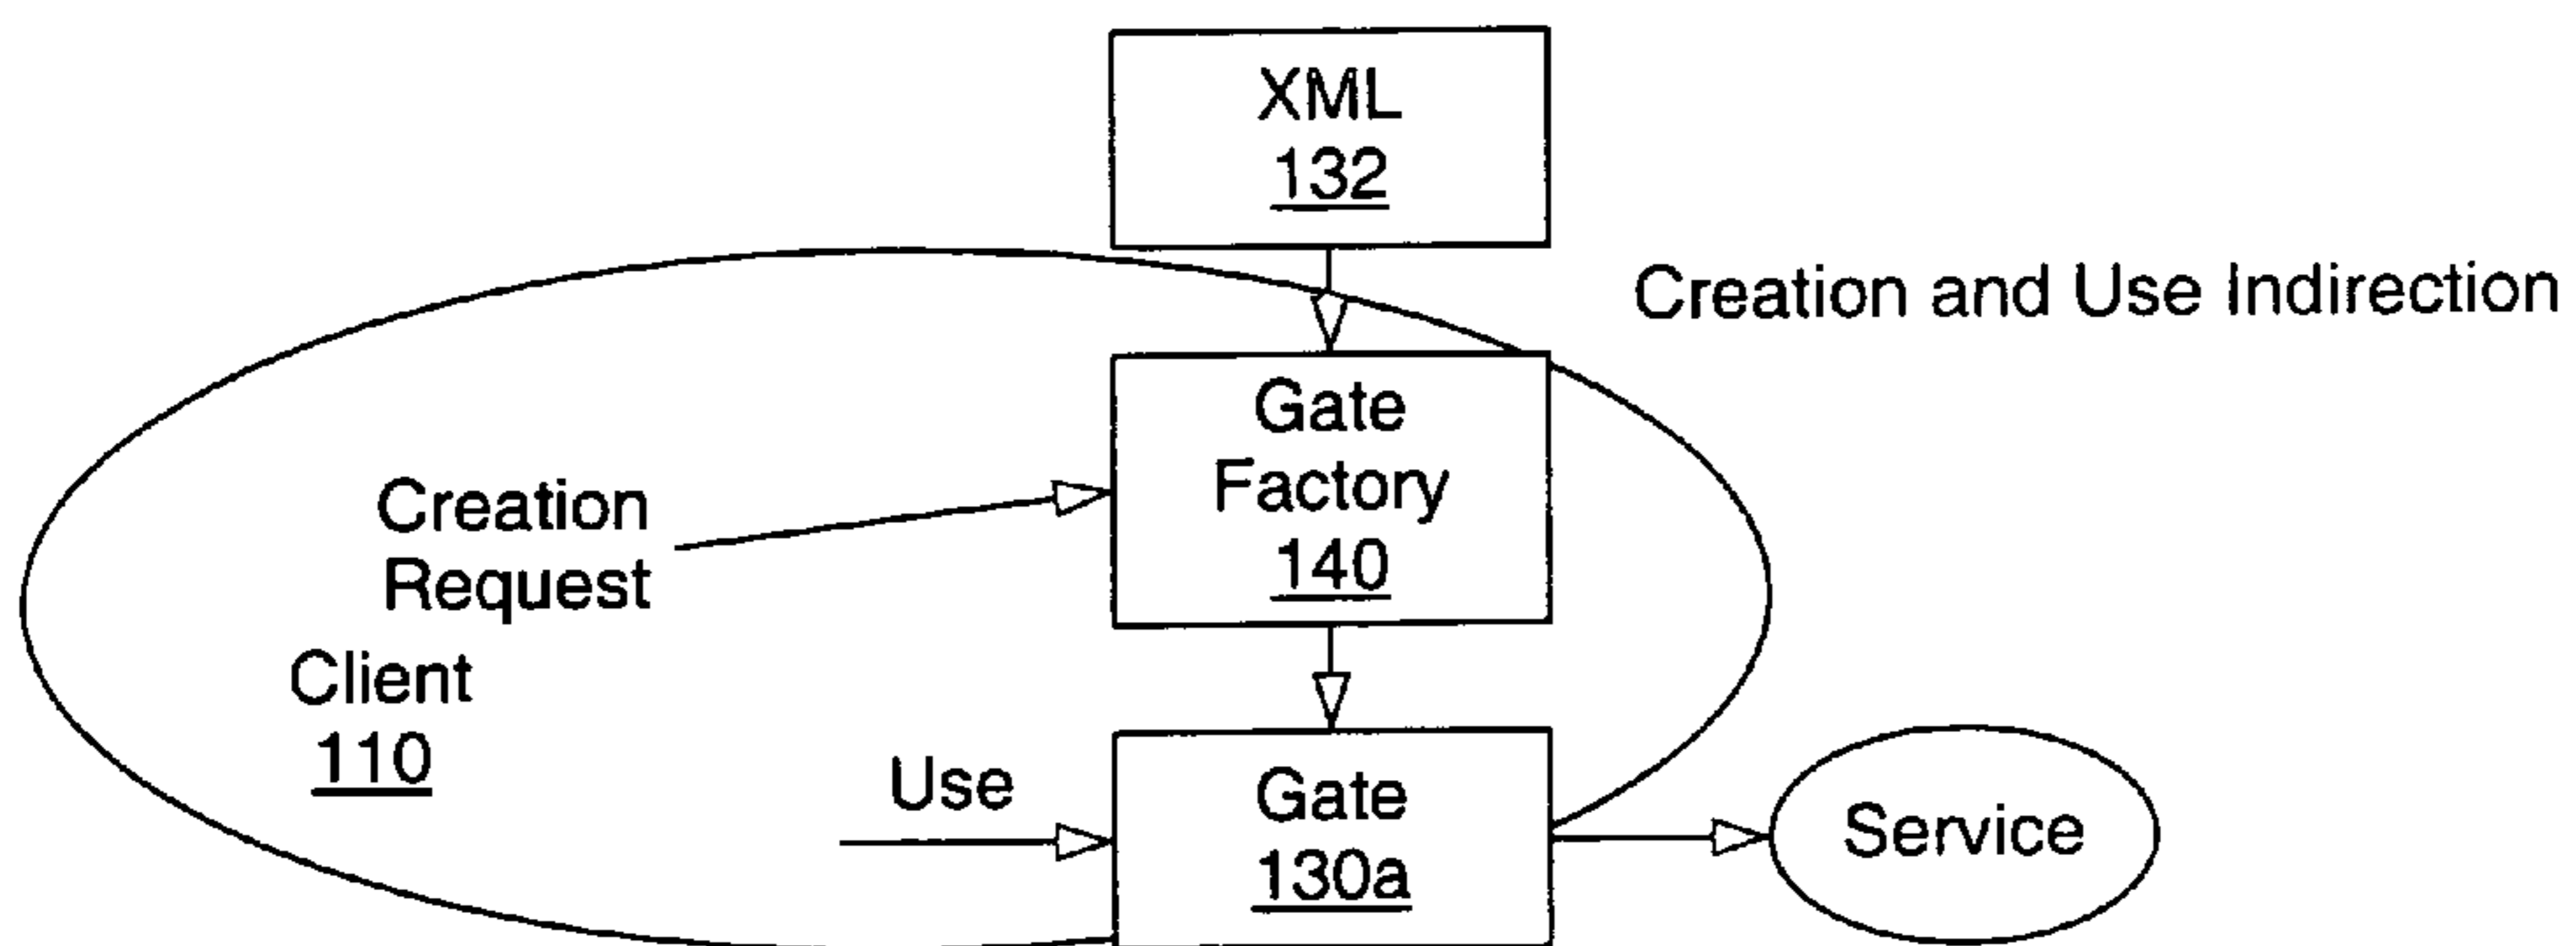 XML
132
Creation and Use Indirection
Gate
Factory
140
Creation
Request
Client
110
Use
Gate
130a
Service